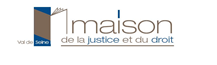 maison
de la justice et du droit
Val de Seine